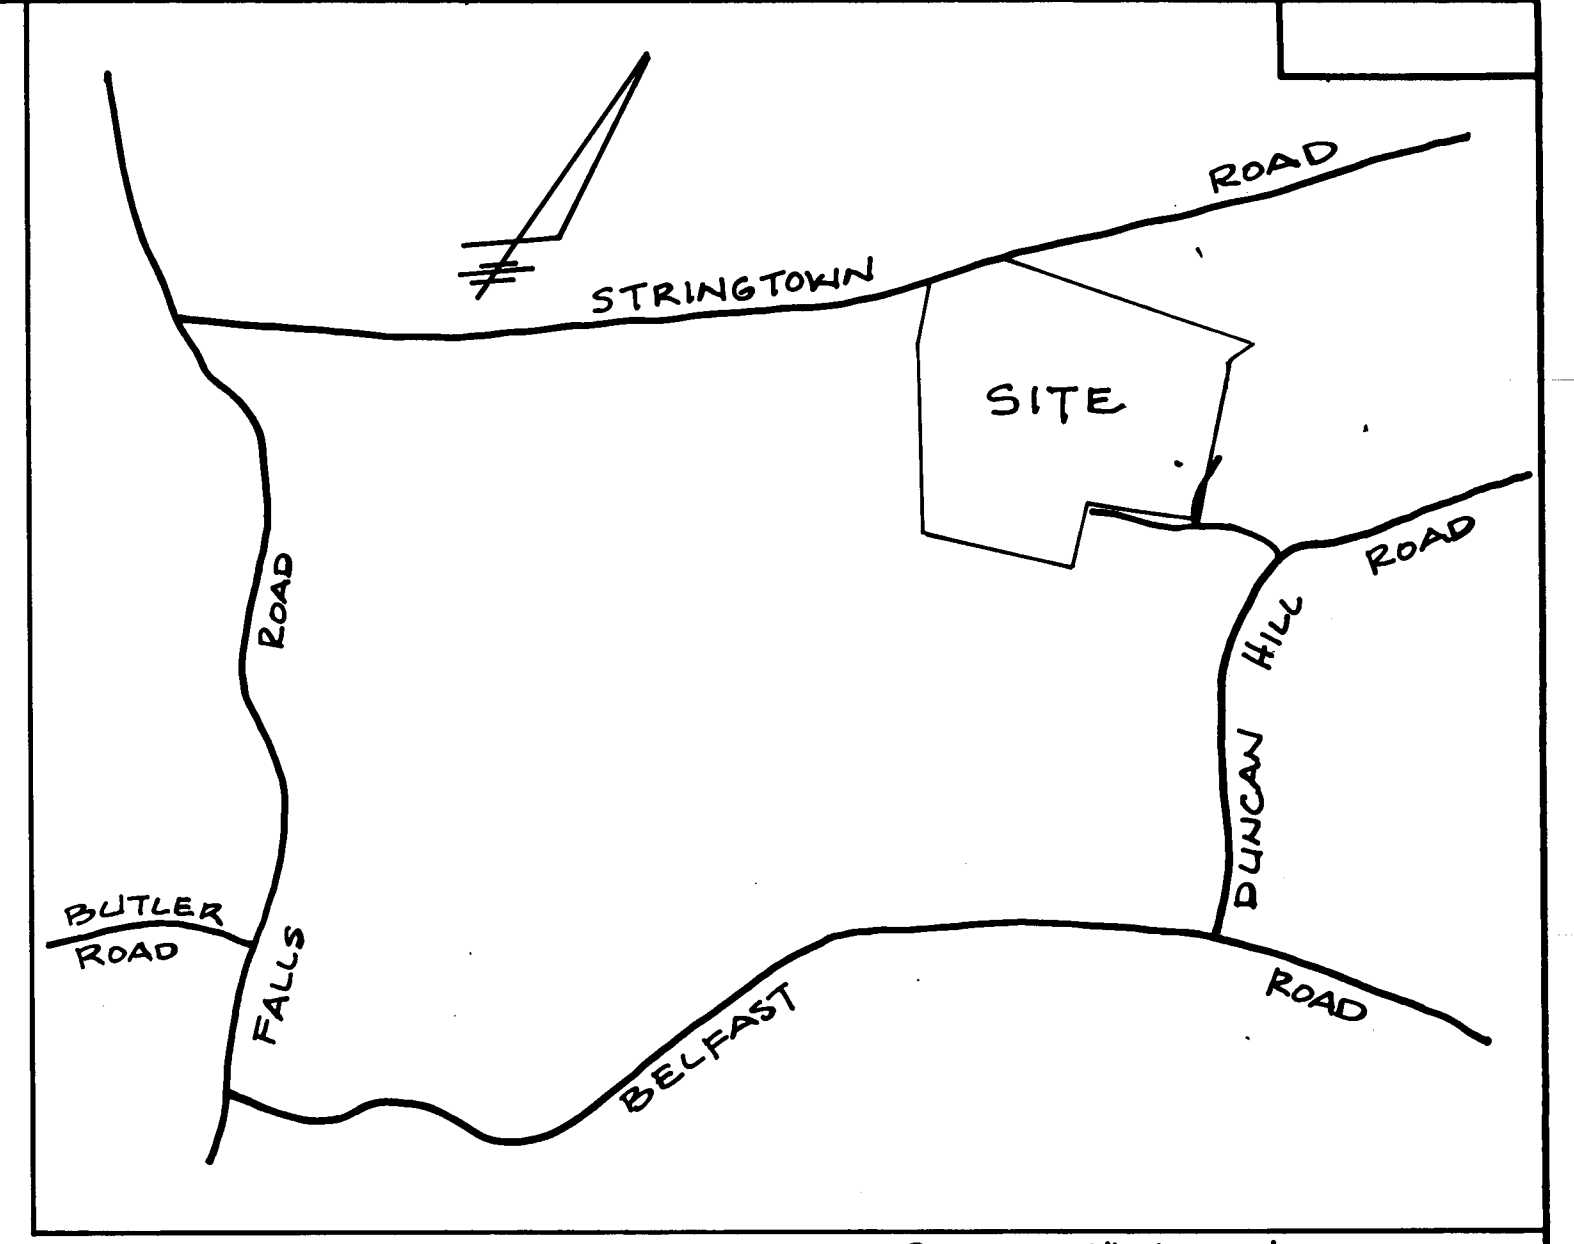 STRINGTOWN ROAD
SITE
FALLS ROAD
DUNCAN HILL ROAD
BUTLER
ROAD
BELFAST ROAD